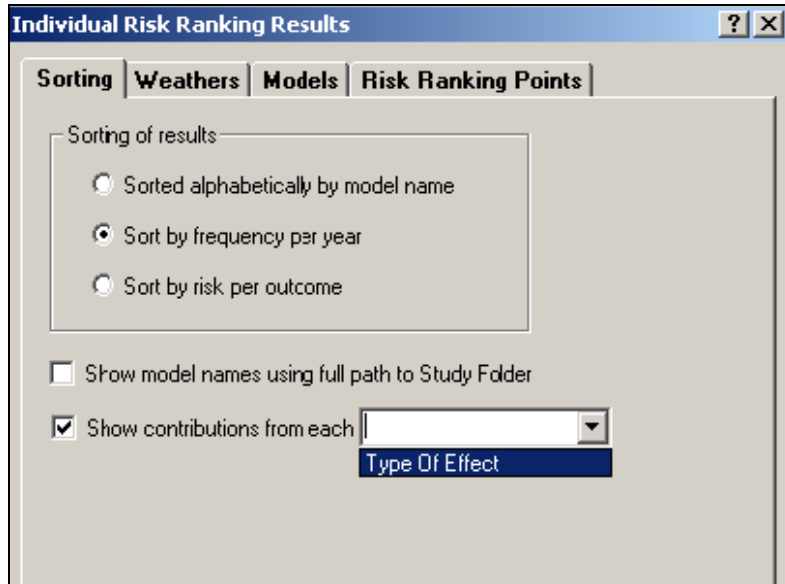 Individual Risk Ranking Results
Sorting Weathers Models Risk Ranking Points
Sorting of results
Sorted alphabetically by model name
Sort by frequency per year
Sort by risk per outcome
Show model names using full path to Study Folder
Show contributions from each
Type Of Effect